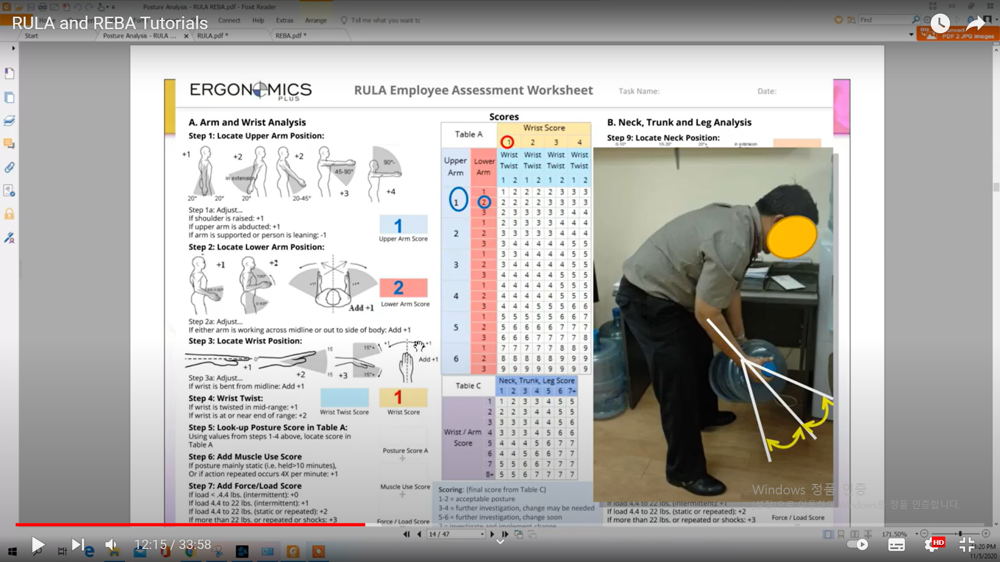 Posture Analysis - RULA REBA.pdf - Foxit Reader
RULA and REBA Tutorials
Connect Help Extras Arrange Tell me what you want tc
Find
Start Posture Analysis - RULA ... RULA.pdf * REBA.pdf *
PDF 2 JPG Images
ERGONOMICS
PLUS
RULA Employee Assessment Worksheet
Task Name: Date:
A. Arm and Wrist Analysis
Step 1: Locate Upper Arm Position:
+1 +2 +2 45-90° 90°-
in extension
+3 +4
20° 20° 20° 20-45°
Step 1a: Adjust...
If shoulder is raised: +1
If upper arm is abducted: +1
If arm is supported or person is leaning: -1
1
Upper Arm Score
Step 2: Locate Lower Arm Position:
+1 +2
100°
+1° +1°
Add +1
2
Lower Arm Score
Step 2a: Adjust...
If either arm is working across midline or out to side of body: Add +1
Step 3: Locate Wrist Position:
0° 15 15°+ +1 +1
+1 +2 15 +3 15°+ Add +1
Step 3a: Adjust...
If wrist is bent from midline: Add +1
Step 4: Wrist Twist:
If wrist is twisted in mid-range: +1
If wrist is at or near end of range: +2
Wrist Twist Score
1
Wrist Score
Step 5: Look-up Posture Score in Table A:
Using values from steps 1-4 above, locate score in
Table A
Posture Score A
+
Step 6: Add Muscle Use Score
If posture mainly static (i.e. held>10 minutes),
Or if action repeated occurs 4X per minute: +1
Muscle Use Score
+
Step 7: Add Force/Load Score
If load < .4.4 lbs. (intermittent): +0
If load 4.4 to 22 lbs. (intermittent): +1
If load 4.4 to 22 lbs. (static or repeated): +2
If more than 22 lbs. or repeated or shocks: +3
Force / Load Score
Scores
Table A Wrist Score
1 2 3 4
Upper Arm
Lower Arm
Wrist Twist Wrist Twist Wrist Twist Wrist Twist
1 2 1 2 1 2 1 2
1 1 1 2 2 2 2 3 3 3
2 2 2 2 2 3 3 3 3
3 2 3 3 3 3 3 4 4
2 1 2 3 3 3 3 4 4 4
2 3 3 3 3 3 4 4 4
3 3 4 4 4 4 4 5 5
3 1 3 3 4 4 4 4 5 5
2 3 4 4 4 4 4 5 5
3 4 4 4 4 4 5 5 5
4 1 4 4 4 4 4 5 5 5
2 4 4 4 4 4 5 5 5
3 4 4 4 5 5 5 6 6
5 1 5 5 5 5 5 6 6 7
2 5 6 6 6 6 7 7 7
3 6 6 6 7 7 7 7 8
6 1 7 7 7 7 7 8 8 9
2 8 8 8 8 8 9 9 9
3 9 9 9 9 9 9 9 9
Table C Neck, Trunk, Leg Score
1 2 3 4 5 6 7+
Wrist / Arm Score
1 1 2 3 3 4 5 5
2 2 2 3 4 4 5 5
3 3 3 3 4 4 5 6
4 3 3 3 4 5 6 6
5 4 4 4 5 6 7 7
6 4 4 5 6 6 7 7
7 5 5 6 6 7 7 7
8+ 5 5 6 7 7 7 7
Scoring: (final score from Table C)
1-2 = acceptable posture
3-4 = further investigation, change may be needed
5-6 = further investigation, change soon
7 = investigate and implement change
B. Neck, Trunk and Leg Analysis
Step 9: Locate Neck Position:
0-10° 10-20° 20°+ in extension
If load 4.4 to 22 lbs. (intermittent): +1
If load 4.4 to 22 lbs. (static or repeated): +2
If more than 22 lbs. or repeated or shocks: +3
Force / Load Score
Windows 정품 인증
[설정]으로 이동하여 Windows를 정품 인증합니다.
14 / 47
171.50%
12:15 / 33:58
HD
:20 PM
11/5/2020